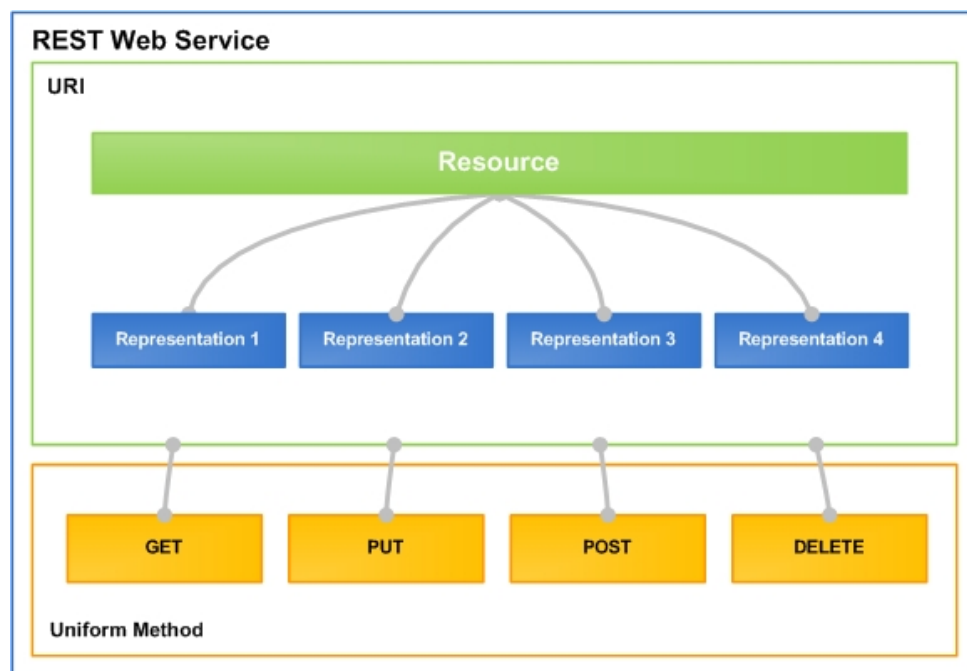 REST Web Service
URI
Resource
Representation 1
Representation 2
Representation 3
Representation 4
GET
PUT
POST
DELETE
Uniform Method